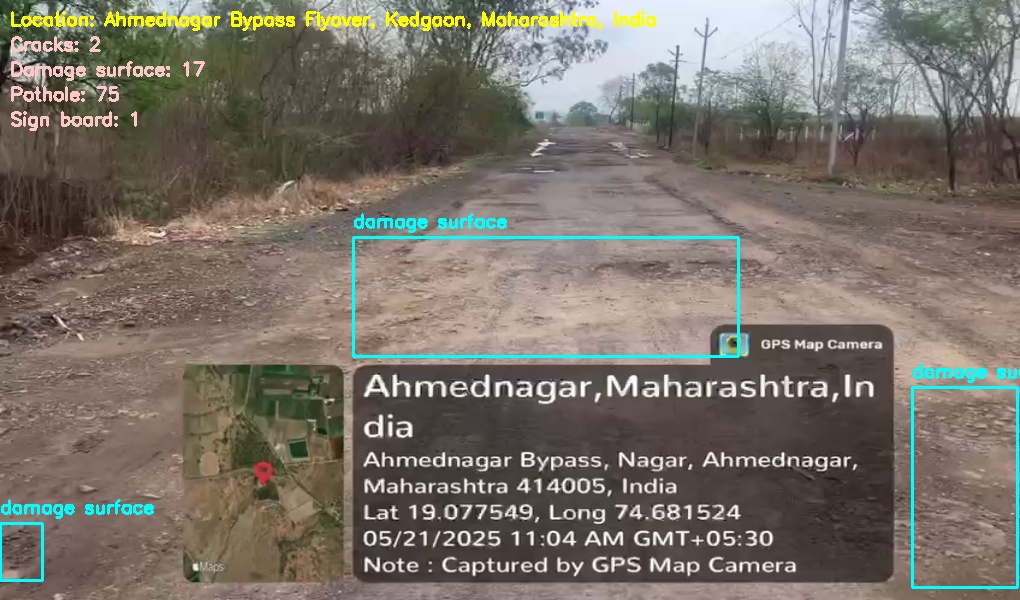 Location: Ahmednagar Bypass Flyover, Kedgaon, Maharashtra, India
Cracks: 2
Damage surface: 17
Pothole: 75
Sign board: 1
damage surface
GPS Map Camera
damage su
Ahmednagar,Maharashtra,In
dia
Ahmednagar Bypass, Nagar, Ahmednagar,
Maharashtra 414005, India
Lat 19.077549, Long 74.681524
05/21/2025 11:04 AM GMT+05:30
Note : Captured by GPS Map Camera
damage surface
Maps